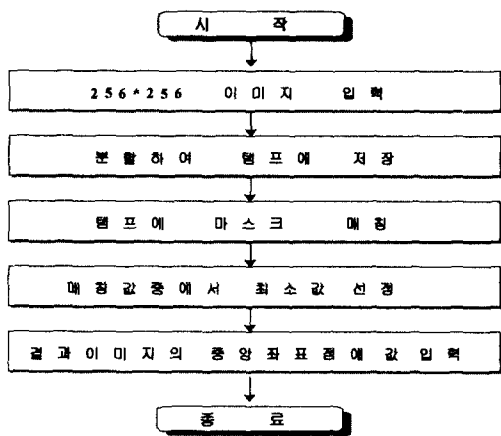 시 작
256*256 이미지 입력
분할하여 템프에 저장
템프에 마스크 매칭
매칭값중에서 최소값 선정
결과이미지의 중앙좌표점에 값 입력
종 료